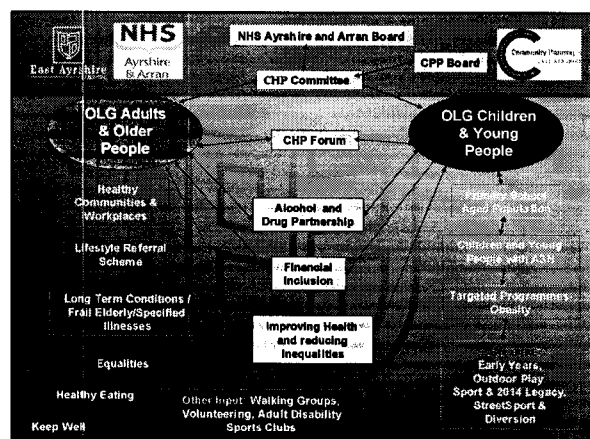 East Ayrshire
NHS
Ayrshire
& Arran
NHS Ayrshire and Arran Board
CPP Board
Community Planning
CHP Committee
OLG Adults
& Older
People
OLG Children
& Young
People
CHP Forum
Healthy
Communities &
Workplaces
Alcohol and
Drug Partnership
Aged Population
Lifestyle Referral
Scheme
Children and Young
People with ASN
Financial
Inclusion
Long Term Conditions /
Frail Elderly/Specified
Illnesses
Targeted Programmes
Obesity
Improving Health
and reducing
Inequalities
Equalities
Early Years,
Outdoor Play
Sport & 2014 Legacy,
StreetSport &
Diversion
Healthy Eating
Other Input: Walking Groups,
Volunteering, Adult Disability
Sports Clubs
Keep Well